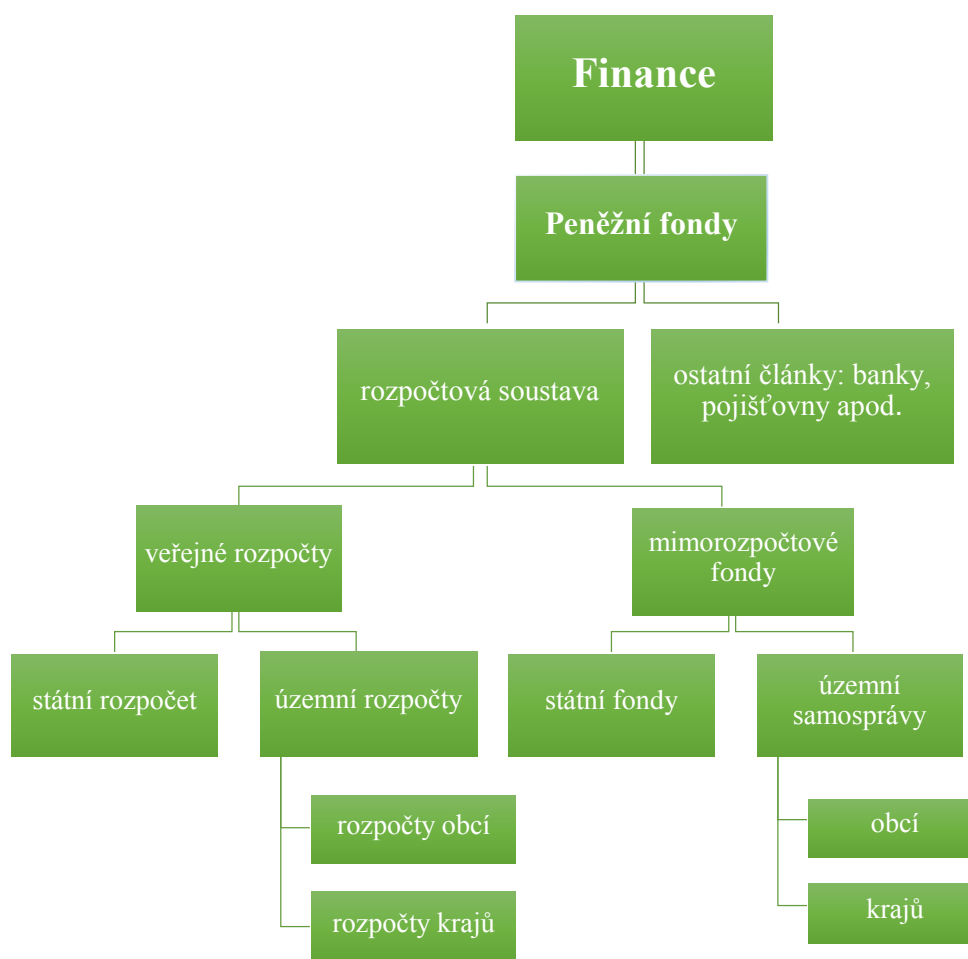 Finance
Peněžní fondy
rozpočtová soustava
ostatní články: banky,
pojišťovny apod.
veřejné rozpočty
mimorozpočtové
fondy
státní rozpočet
územní rozpočty
státní fondy
územní
samosprávy
rozpočty obcí
obcí
rozpočty krajů
krajů